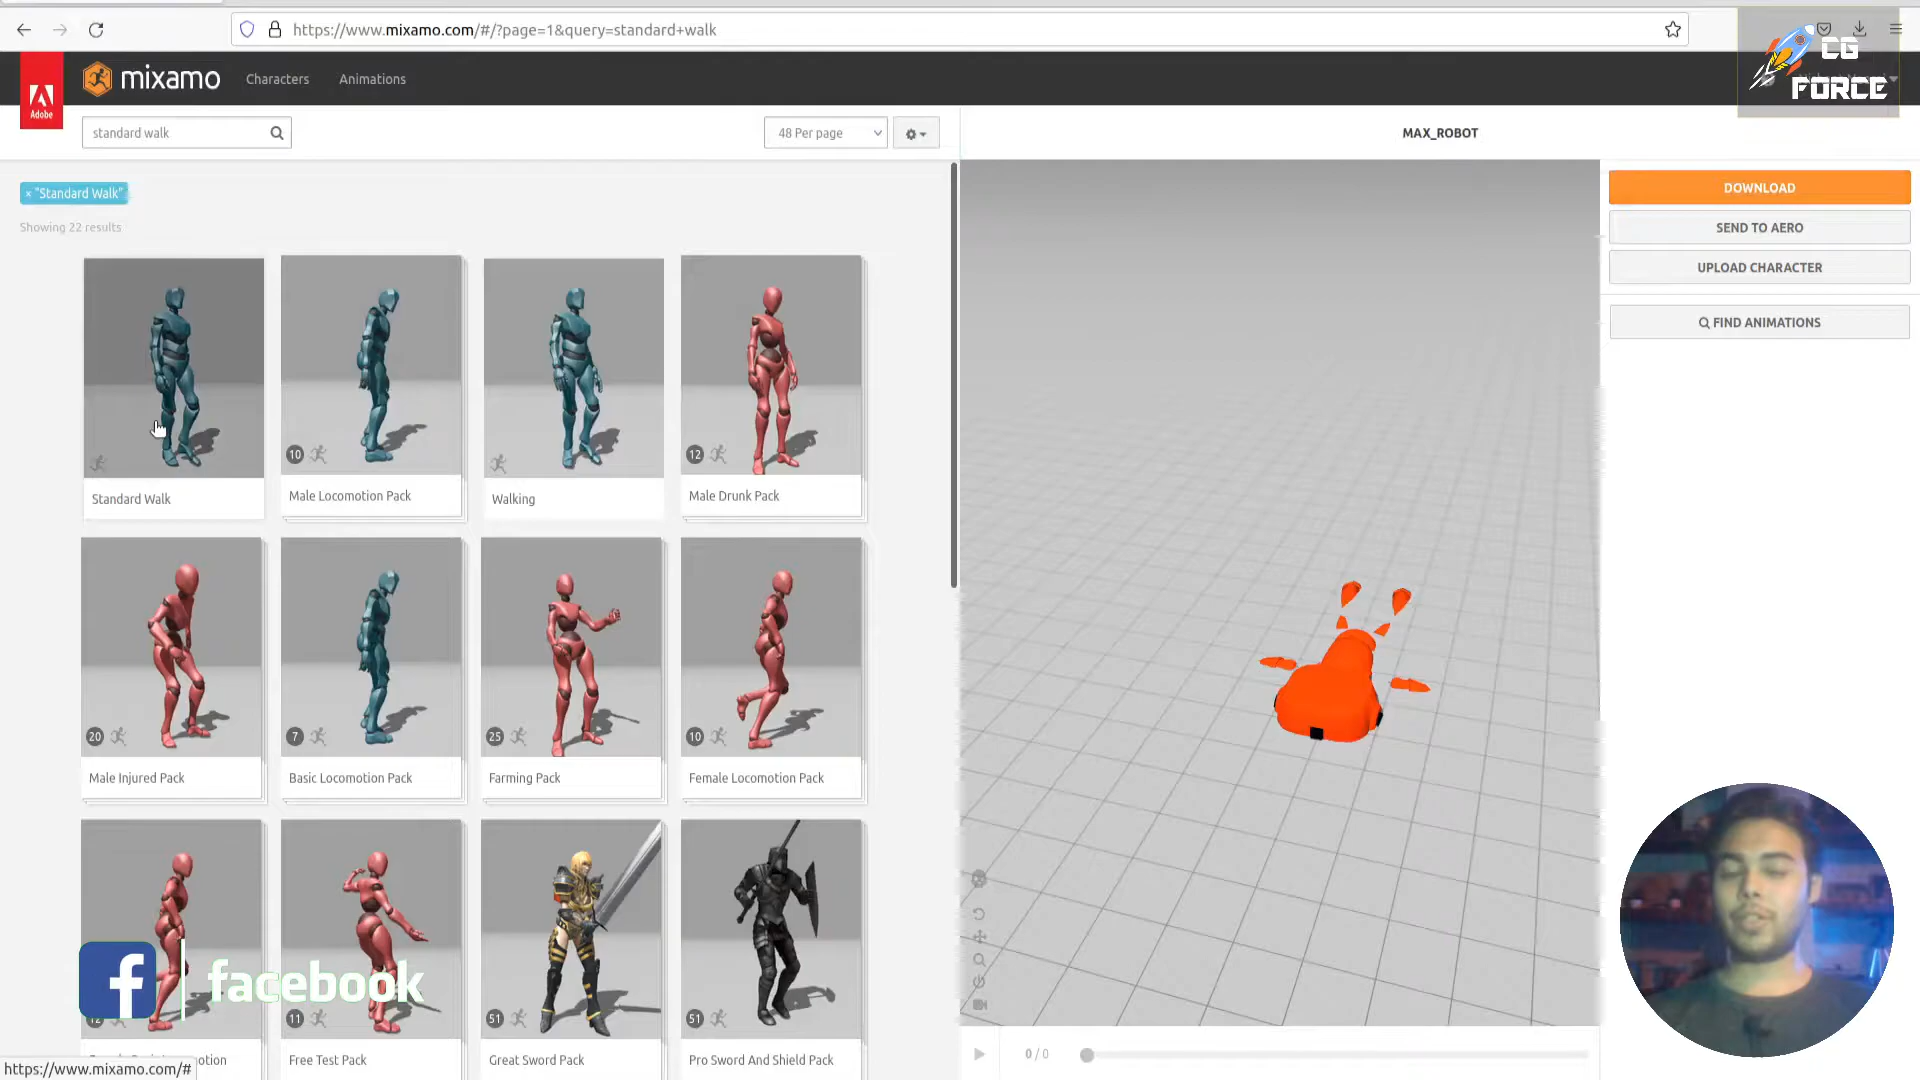 https://www.mixamo.com/#/?page=1&query=standard+walk
CG
FORCE
Adobe
mixamo
Characters
Animations
standard walk
48 Per page
MAX_ROBOT
× "Standard Walk"
Showing 22 results
DOWNLOAD
SEND TO AERO
UPLOAD CHARACTER
FIND ANIMATIONS
10
12
Standard Walk
Male Locomotion Pack
Walking
Male Drunk Pack
20
7
25
10
Male Injured Pack
Basic Locomotion Pack
Farming Pack
Female Locomotion Pack
f
facebook
12
11
51
51
Free Test Pack
Great Sword Pack
Pro Sword And Shield Pack
https://www.mixamo.com/#
0 / 0